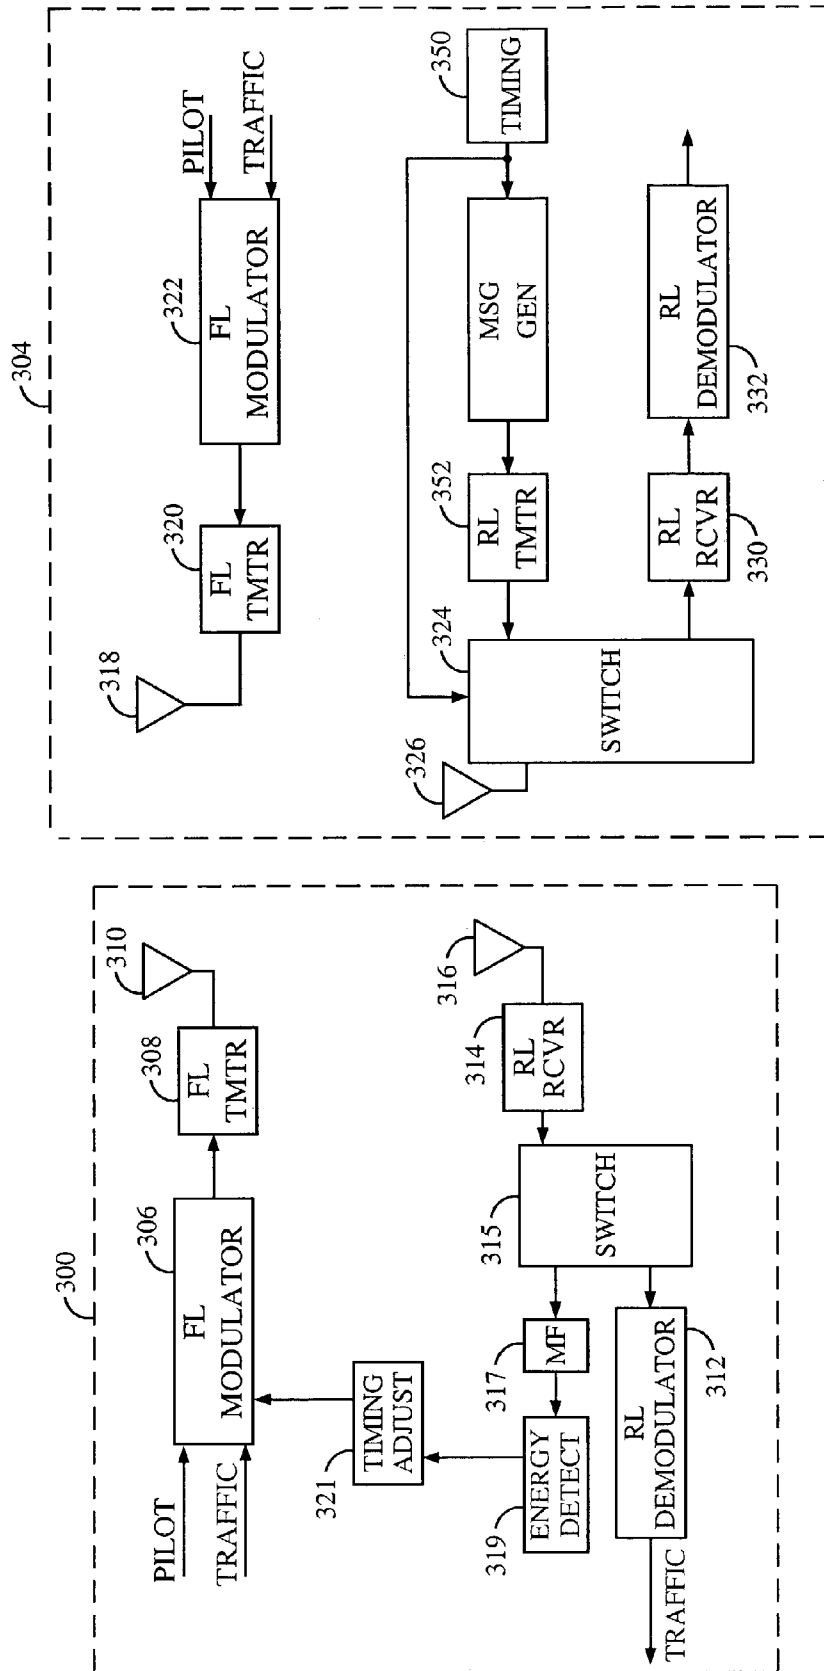 300
PILOT
TRAFFIC
306
FL
MODULATOR
308
FL
TMTR
310
321
TIMING
ADJUST
319
ENERGY
DETECT
317
MF
315
SWITCH
314
RL
RCVR
316
RL
DEMODULATOR
312
TRAFFIC
304
318
320
FL
TMTR
322
FL
MODULATOR
PILOT
TRAFFIC
326
324
SWITCH
352
RL
TMTR
MSG
GEN
350
TIMING
RL
RCVR
330
RL
DEMODULATOR
332